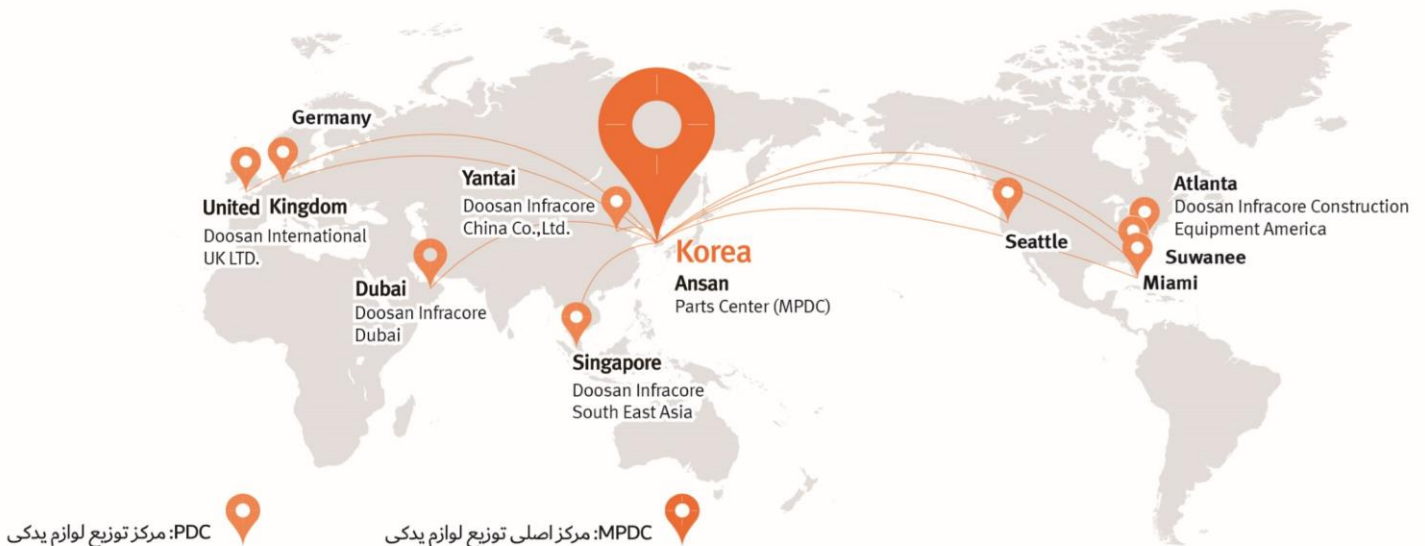 Germany
United Kingdom
Doosan International
UK LTD.
Yantai
Doosan Infracore
China Co.,Ltd.
Dubai
Doosan Infracore
Dubai
Korea
Ansan
Parts Center (MPDC)
Singapore
Doosan Infracore
South East Asia
Seattle
Atlanta
Doosan Infracore Construction
Equipment America
Suwanee
Miami
MPDC: مرکز اصلی توزیع لوازم یدکی
PDC: مرکز توزیع لوازم یدکی